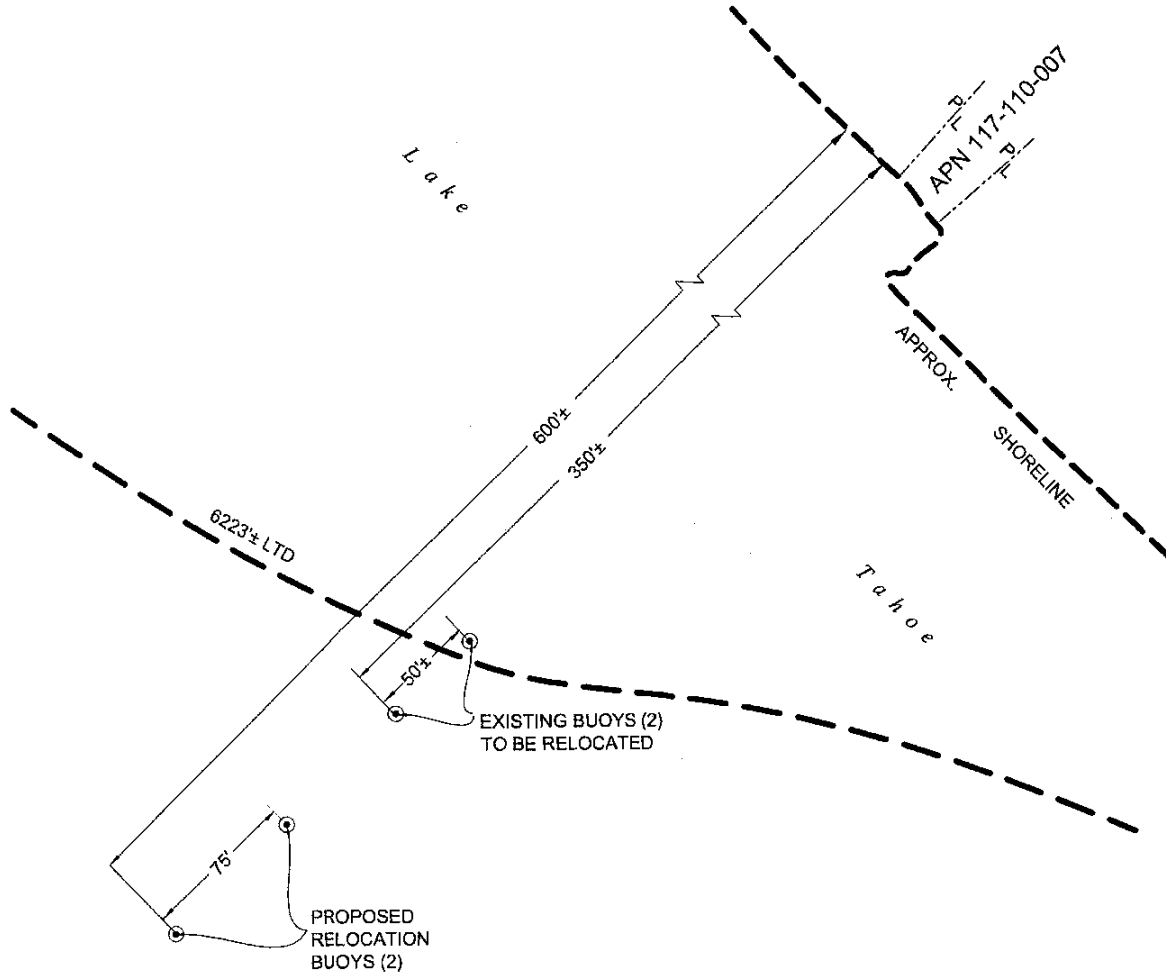 Lake
P L
APN 117-110-007
P L
APPROX.
SHORELINE
600'±
350'±
6223'± LTD
Tahoe
50'±
EXISTING BUOYS (2)
TO BE RELOCATED
75'
PROPOSED
RELOCATION
BUOYS (2)